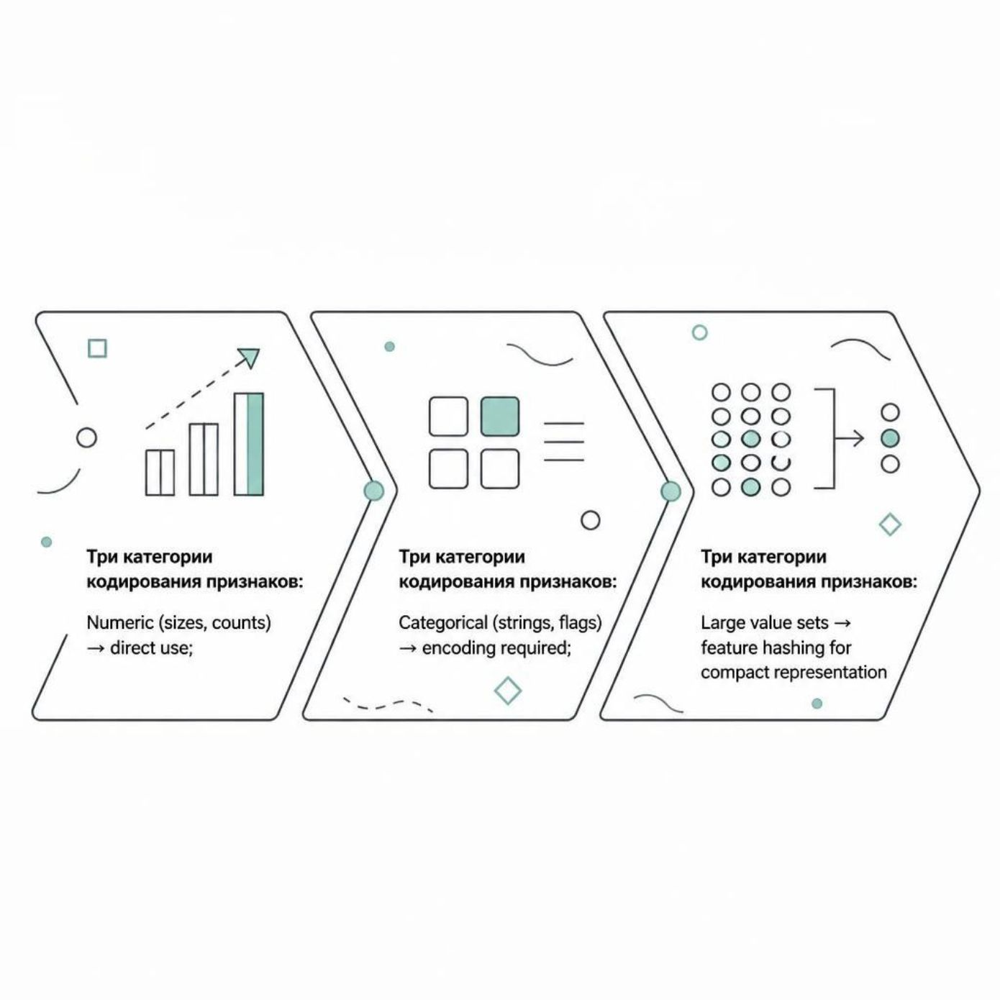 Три категории
кодирования признаков:
Numeric (sizes, counts)
→ direct use;
Три категории
кодирования признаков:
Categorical (strings, flags)
→ encoding required;
Три категории
кодирования признаков:
Large value sets →
feature hashing for
compact representation